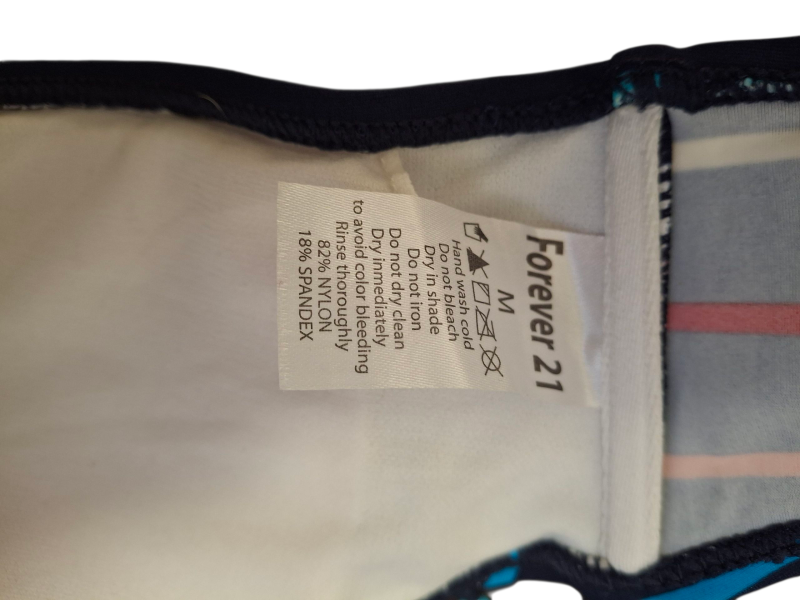 Forever 21
M
Hand wash cold
Do not bleach
Dry in shade
Do not iron
Do not dry clean
Dry inmediately
Rinse thoroughly
to avoid color bleeding
82% NYLON
18% SPANDEX